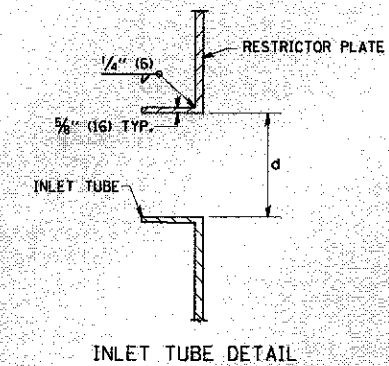 RESTRICTOR PLATE
1/4" (6)
5/8" (16) TYP.
d
INLET TUBE
INLET TUBE DETAIL